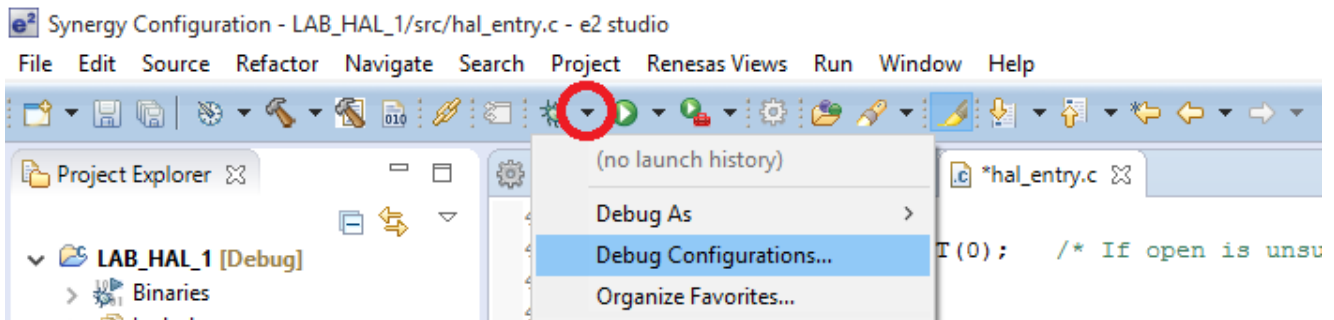 e² Synergy Configuration - LAB_HAL_1/src/hal_entry.c - e2 studio
File Edit Source Refactor Navigate Search Project Renesas Views Run Window Help
010
Project Explorer
(no launch history)
.c *hal_entry.c
Debug As
LAB_HAL_1 [Debug]
Debug Configurations...
T(0); /* If open is unsu
Binaries
Organize Favorites...